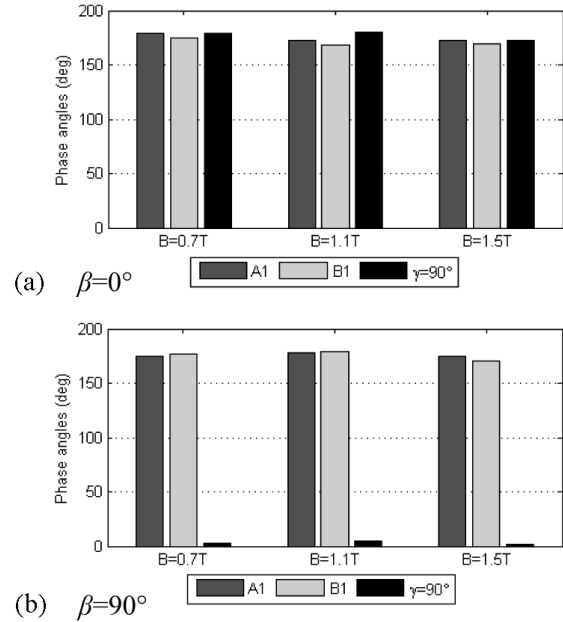 200
150
100
50
0
Phase angles (deg)
B=0.7T B=1.1T B=1.5T
A1 B1 γ=90°
(a) β=0°
200
150
100
50
0
Phase angles (deg)
B=0.7T B=1.1T B=1.5T
A1 B1 γ=90°
(b) β=90°